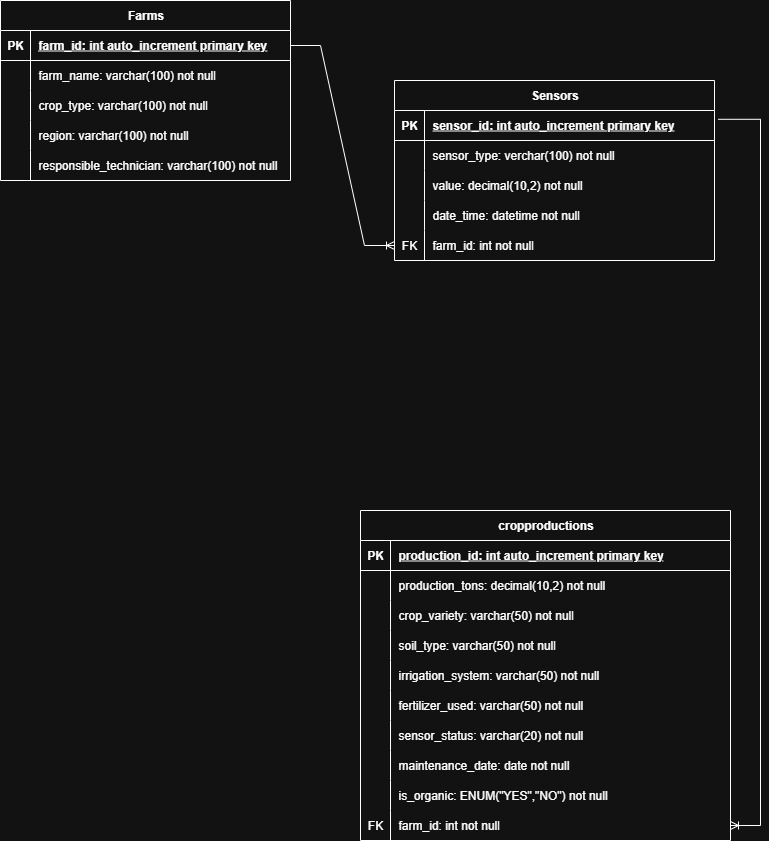 Farms
PK farm_id: int auto_increment primary key
farm_name: varchar(100) not null
crop_type: varchar(100) not null
region: varchar(100) not null
responsible_technician: varchar(100) not null
Sensors
PK sensor_id: int auto_increment primary key
sensor_type: verchar(100) not null
value: decimal(10,2) not null
date_time: datetime not null
FK farm_id: int not null
cropproductions
PK production_id: int auto_increment primary key
production_tons: decimal(10,2) not null
crop_variety: varchar(50) not null
soil_type: varchar(50) not null
irrigation_system: varchar(50) not null
fertilizer_used: varchar(50) not null
sensor_status: varchar(20) not null
maintenance_date: date not null
is_organic: ENUM("YES","NO") not null
FK farm_id: int not null